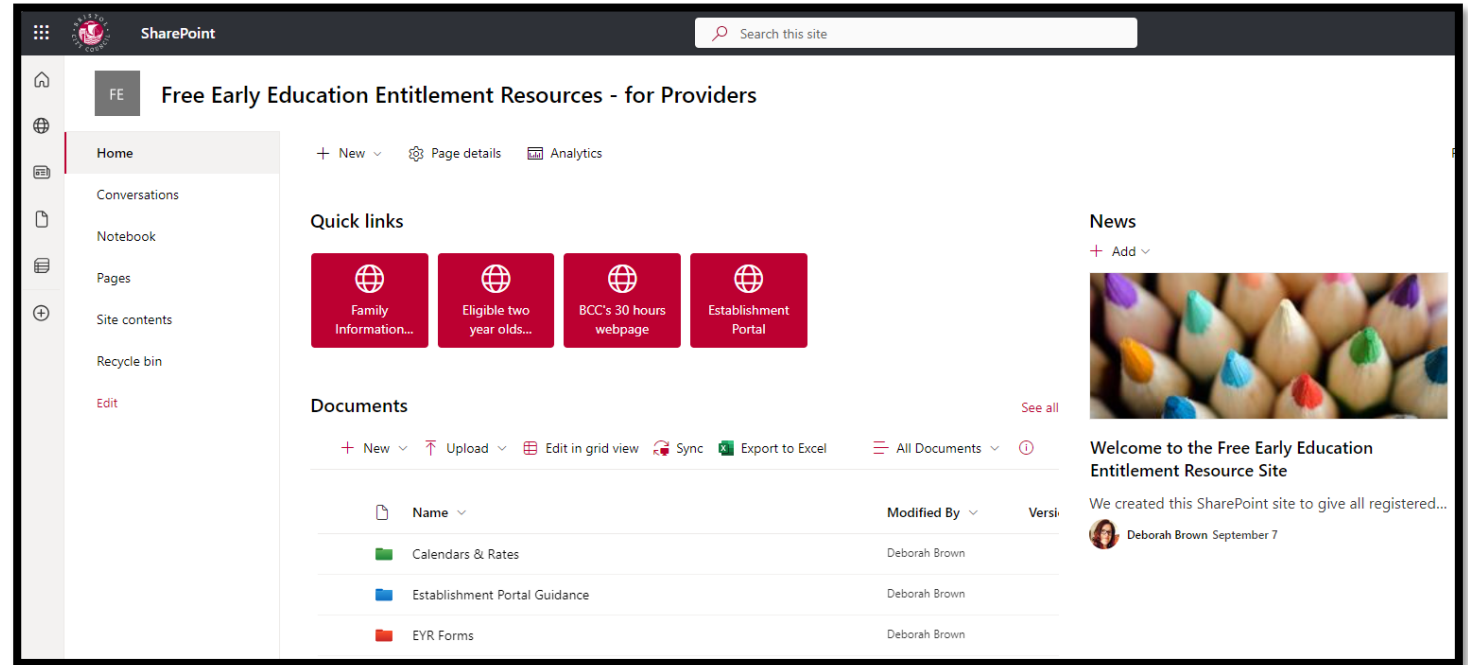 BRISTOL
CITY COUNCIL
SharePoint
Search this site
FE
Free Early Education Entitlement Resources - for Providers
Home
Conversations
Notebook
Pages
Site contents
Recycle bin
Edit
+ New
Page details
Analytics
Quick links
Family
Information...
Eligible two
year olds...
BCC's 30 hours
webpage
Establishment
Portal
Documents
See all
+ New
Upload
Edit in grid view
Sync
Export to Excel
All Documents
Name
Modified By
Versi
Calendars & Rates
Deborah Brown
Establishment Portal Guidance
Deborah Brown
EYR Forms
Deborah Brown
News
+ Add
Welcome to the Free Early Education
Entitlement Resource Site
We created this SharePoint site to give all registered...
Deborah Brown September 7